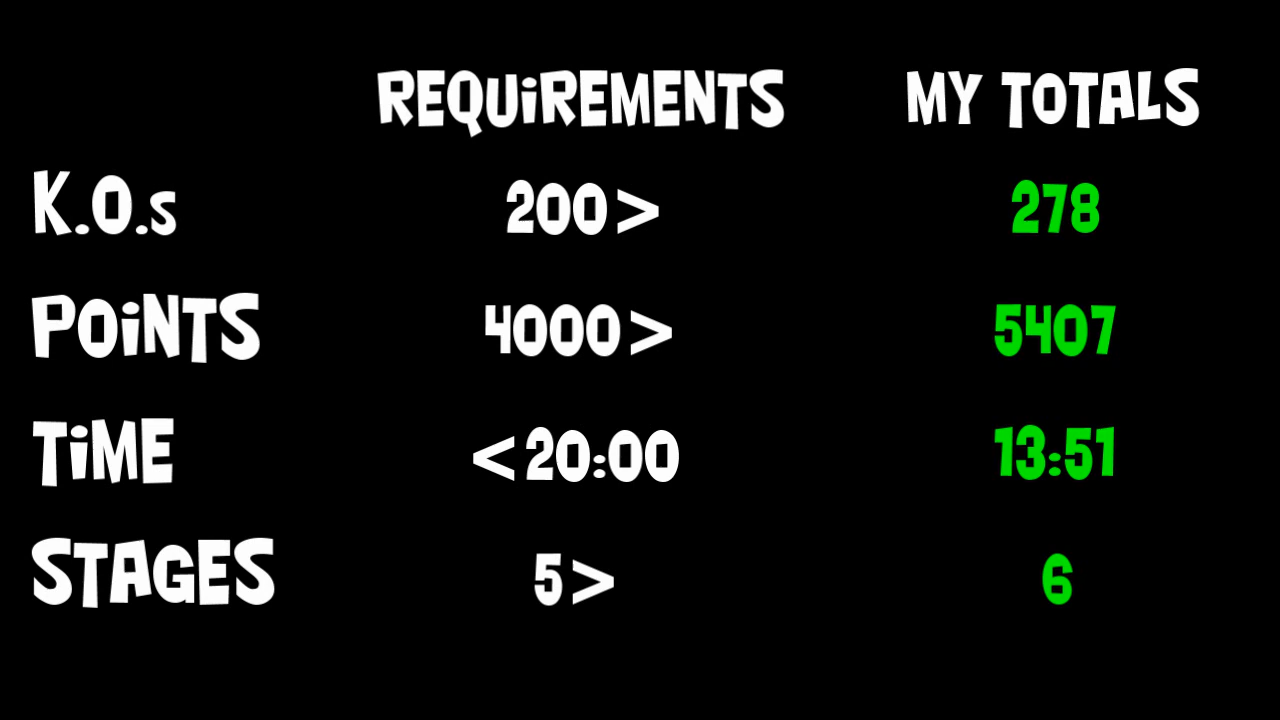 REQUiREMENTS MY TOTALS
K.O.s 200> 278
POiNTS 4000> 5407
TiME <20:00 13:51
STAGES 5> 6